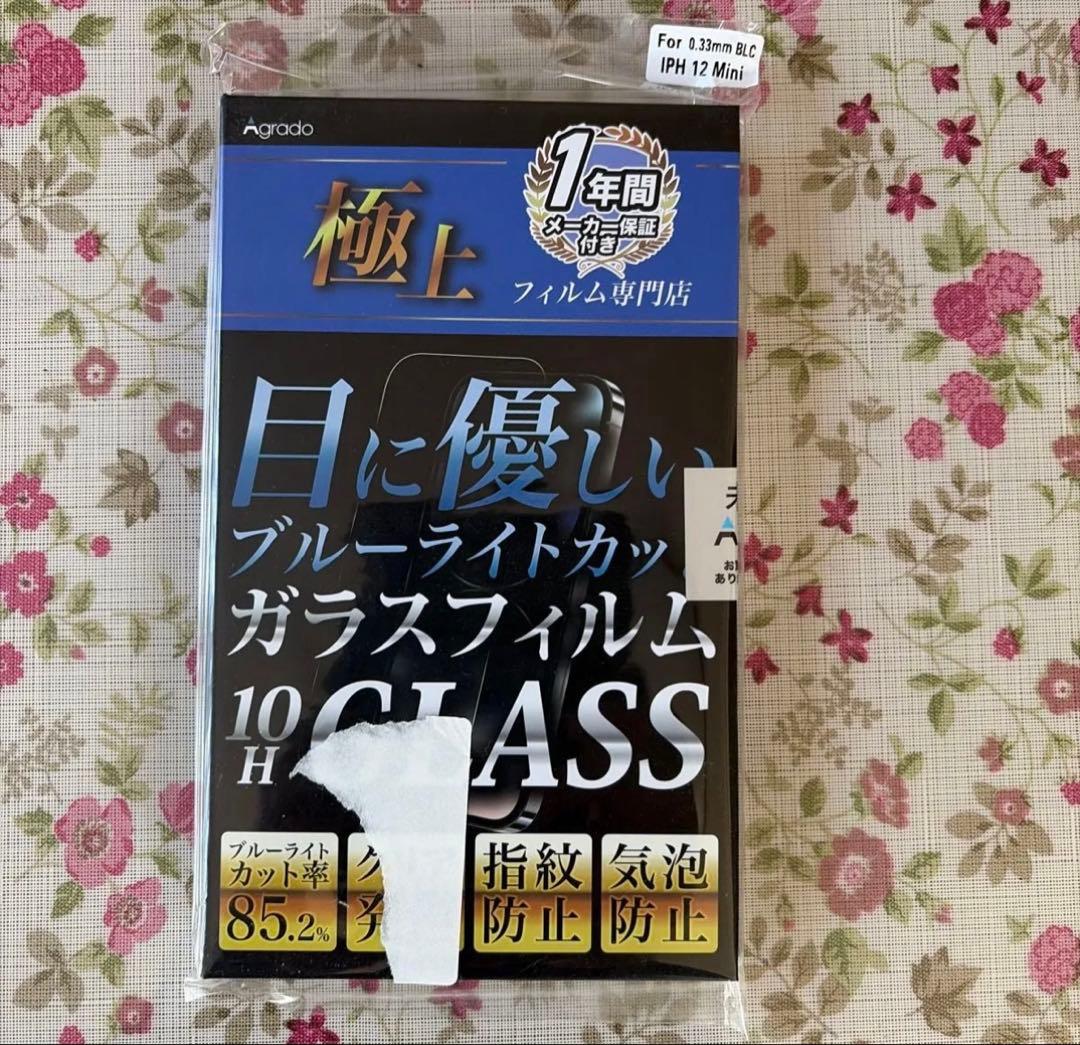 For 0.33mm BLC
IPH 12 Mini
Agrado
極上
1年間
メーカー保証
付き
フィルム専門店
目に優しい
ブルーライトカッ
ガラスフィルム
10H GLASS
ブルーライト
カット率
85.2%
指紋
防止
気泡
防止